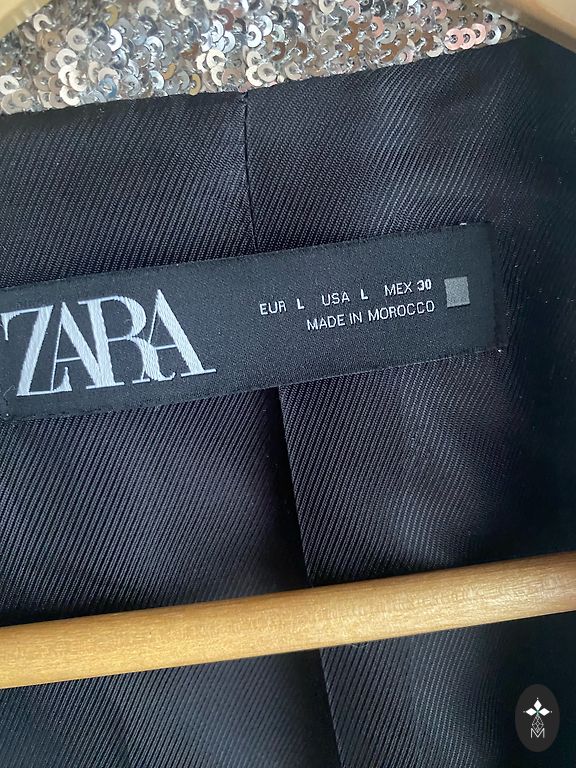 ZARA
EUR L USA L MEX 30
MADE IN MOROCCO
M